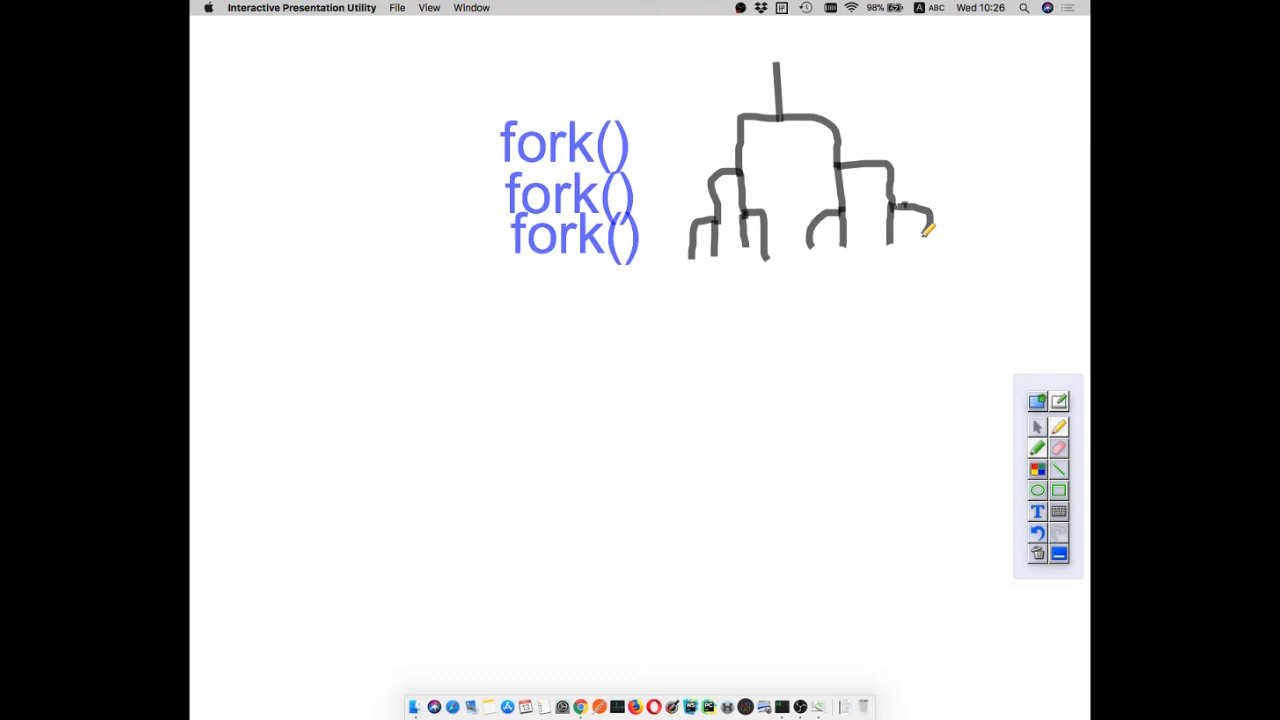 Interactive Presentation Utility File View Window 98% A ABC Wed 10:26
fork()
fork()
fork()
T